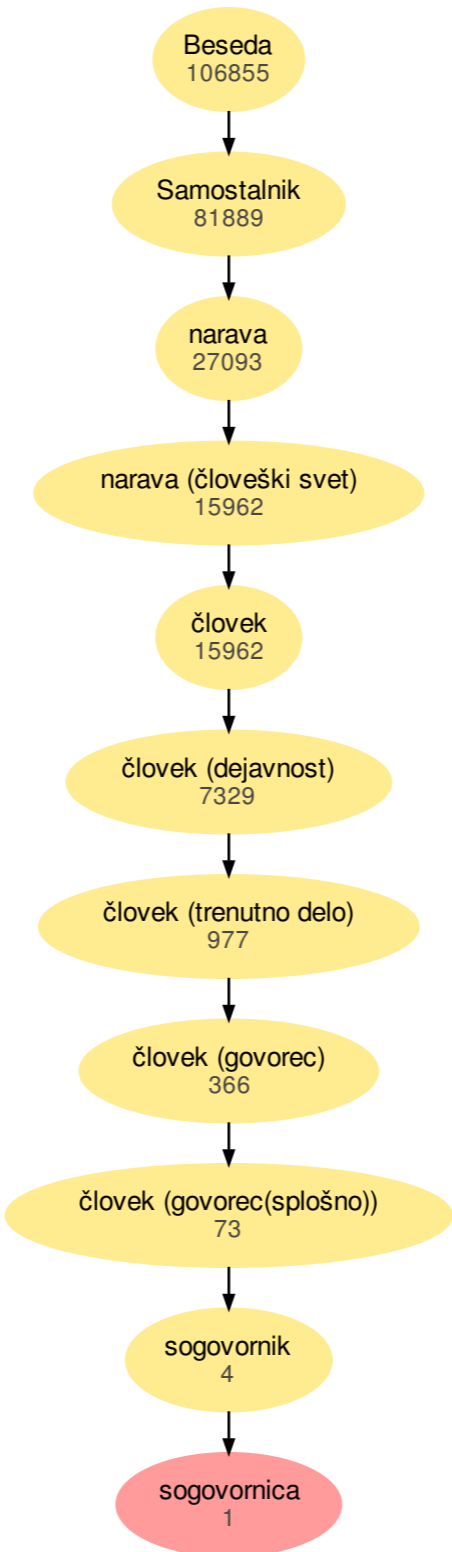 Beseda
106855
Samostalnik
81889
narava
27093
narava (človeški svet)
15962
človek
15962
človek (dejavnost)
7329
človek (trenutno delo)
977
človek (govorec)
366
človek (govorec(splošno))
73
sogovornik
4
sogovornica
1